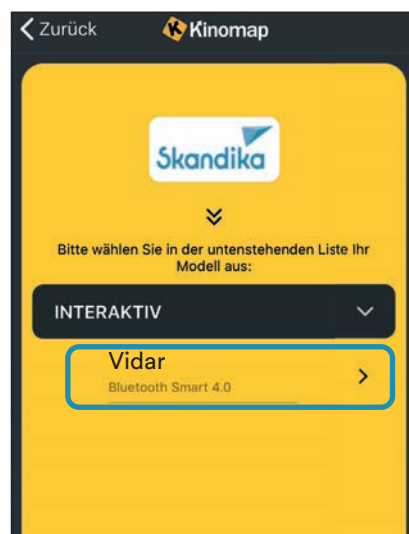 Zurück
Kinomap
Skandika
Bitte wählen Sie in der untenstehenden Liste Ihr
Modell aus:
INTERAKTIV
Vidar
Bluetooth Smart 4.0